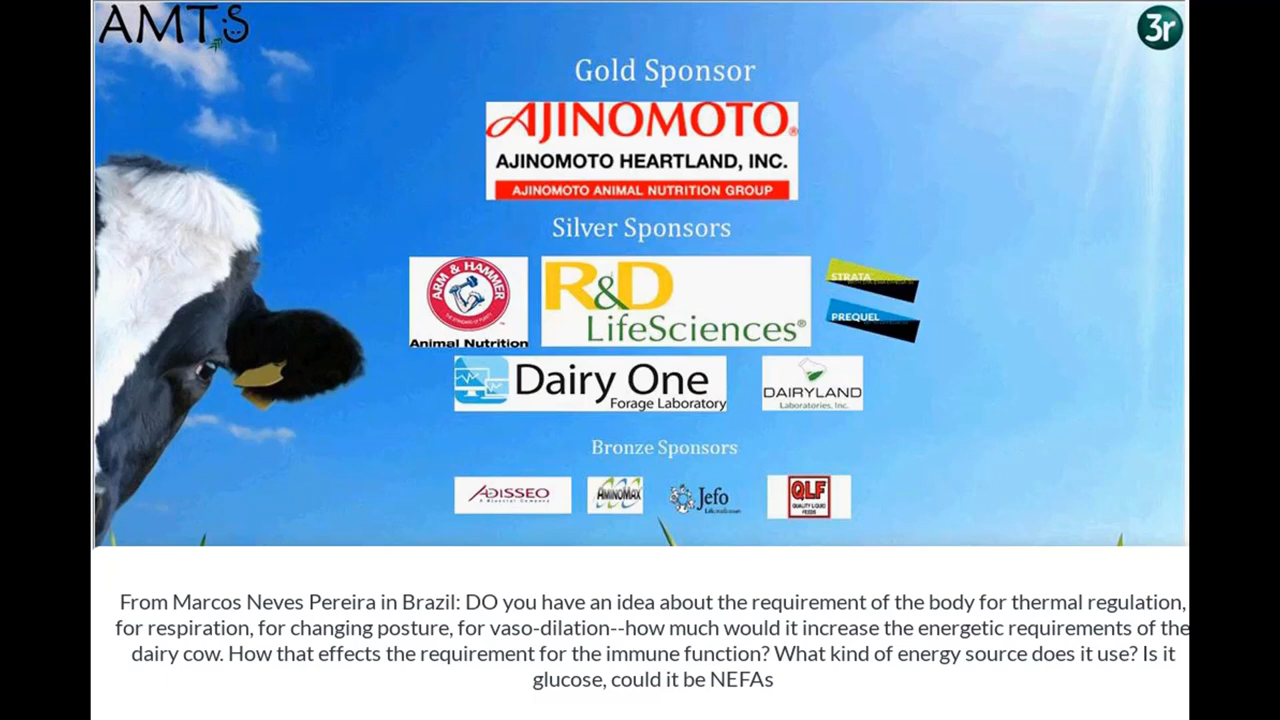 AMTS
3r
Gold Sponsor
AJINOMOTO®
AJINOMOTO HEARTLAND, INC.
AJINOMOTO ANIMAL NUTRITION GROUP
Silver Sponsors
ARM & HAMMER
Animal Nutrition
R&D
LifeSciences®
STRATA
PREQUEL
Dairy One
Forage Laboratory
DAIRYLAND
Laboratories, Inc.
Bronze Sponsors
ADISSEO
A Bluestar Company
AMINOMAX
Jefo
QLF
QUALITY LIQUID
FEEDS
From Marcos Neves Pereira in Brazil: DO you have an idea about the requirement of the body for thermal regulation,
for respiration, for changing posture, for vaso-dilation--how much would it increase the energetic requirements of the
dairy cow. How that effects the requirement for the immune function? What kind of energy source does it use? Is it
glucose, could it be NEFAs